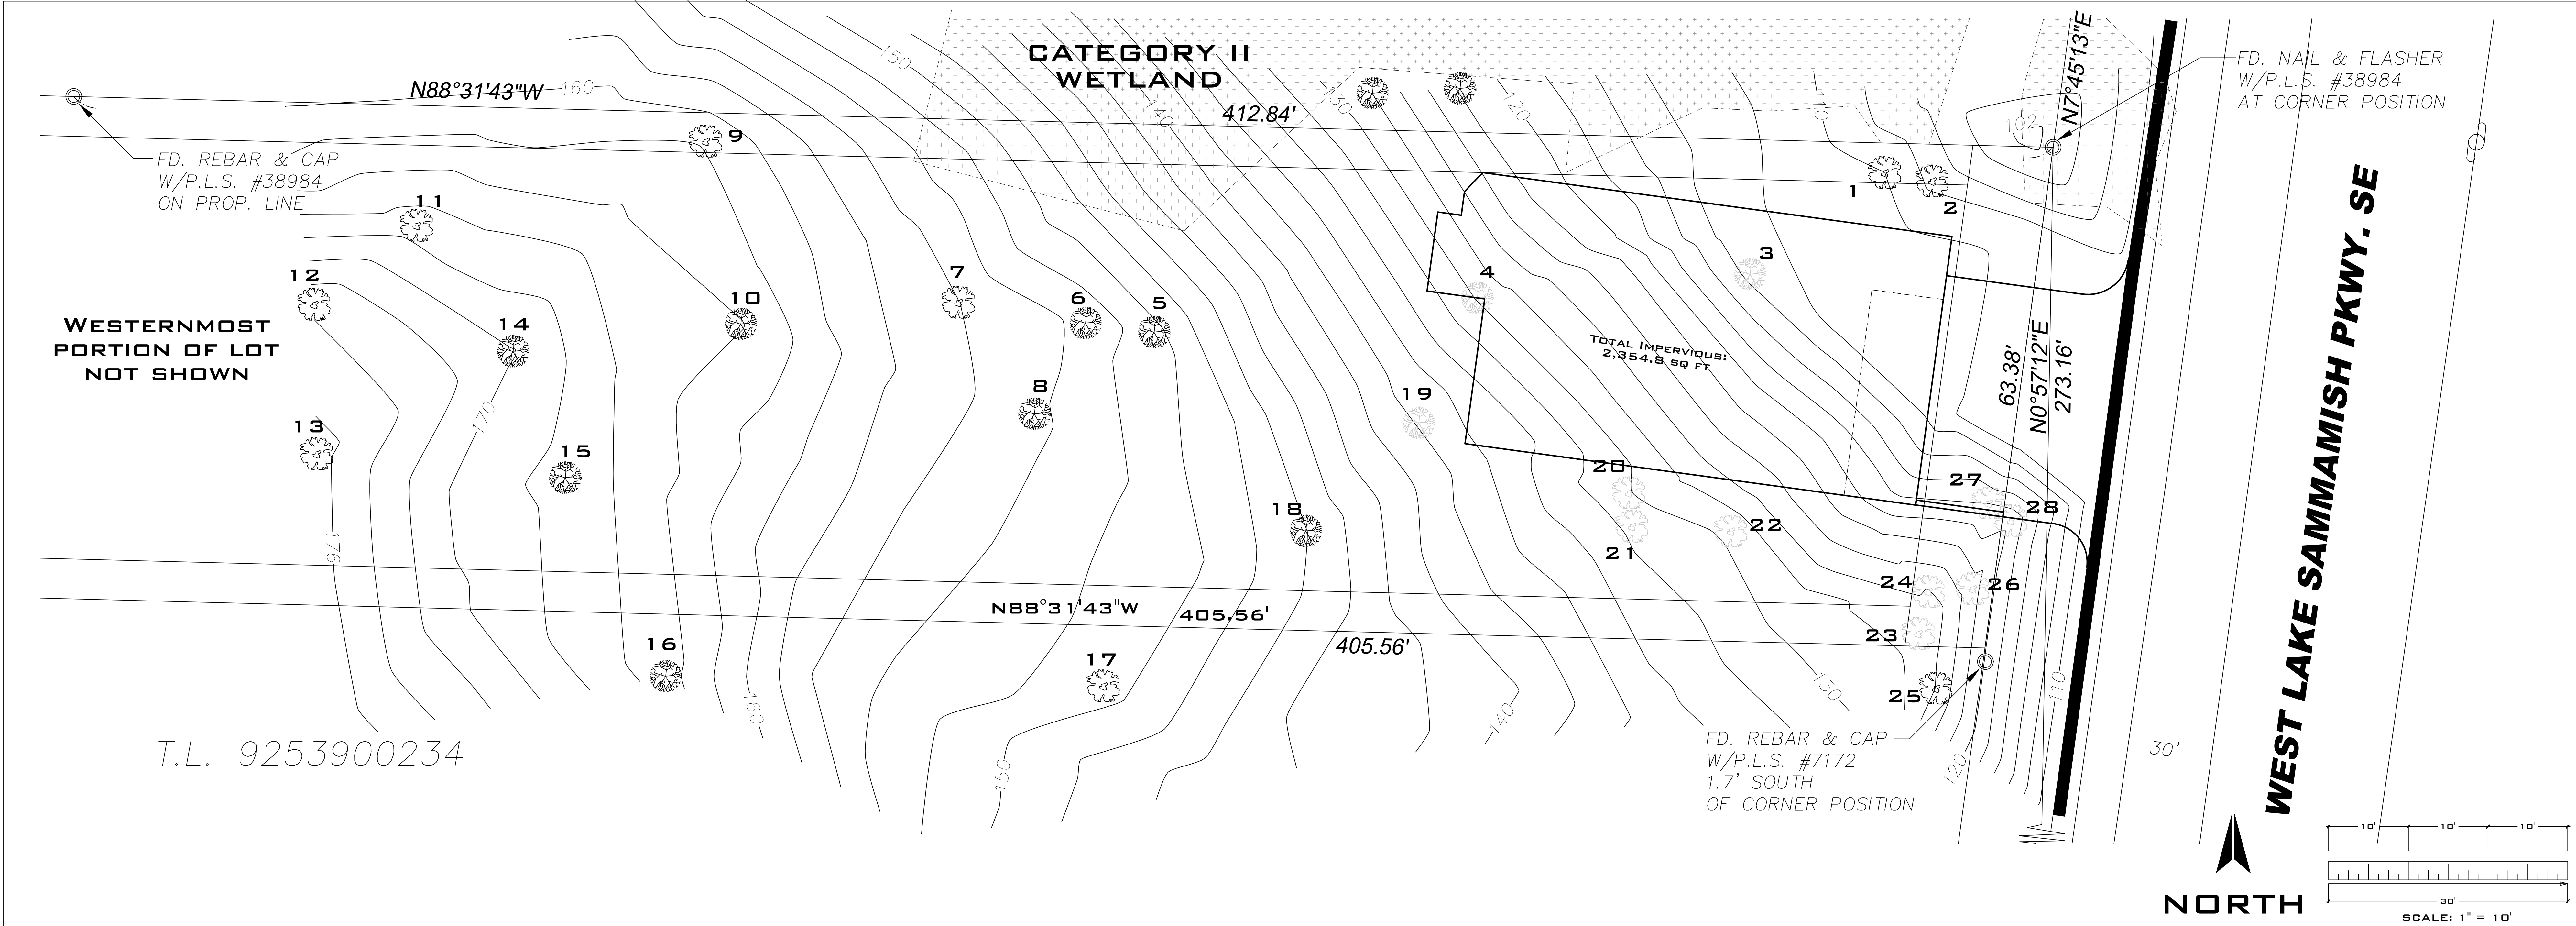 CATEGORY II
WETLAND
N88°31'43"W
160
150
140
412.84'
130
120
110
102
N7°45'13"E
FD. NAIL & FLASHER
W/P.L.S. #38984
AT CORNER POSITION
FD. REBAR & CAP
W/P.L.S. #38984
ON PROP. LINE
9
11
1
2
12
10
7
6
5
4
3
WESTERNMOST
PORTION OF LOT
NOT SHOWN
14
8
19
TOTAL IMPERVIOUS:
2,354.8 SQ FT
63.38'
N0°57'12"E
273.16'
WEST LAKE SAMMAMISH PKWY. SE
170
13
15
20
27
28
18
22
21
176
24
26
N88°31'43"W
405.56'
405.56'
23
16
17
25
160
150
140
130
120
110
T.L. 9253900234
FD. REBAR & CAP
W/P.L.S. #7172
1.7' SOUTH
OF CORNER POSITION
30'
NORTH
10'
10'
10'
30'
SCALE: 1" = 10'